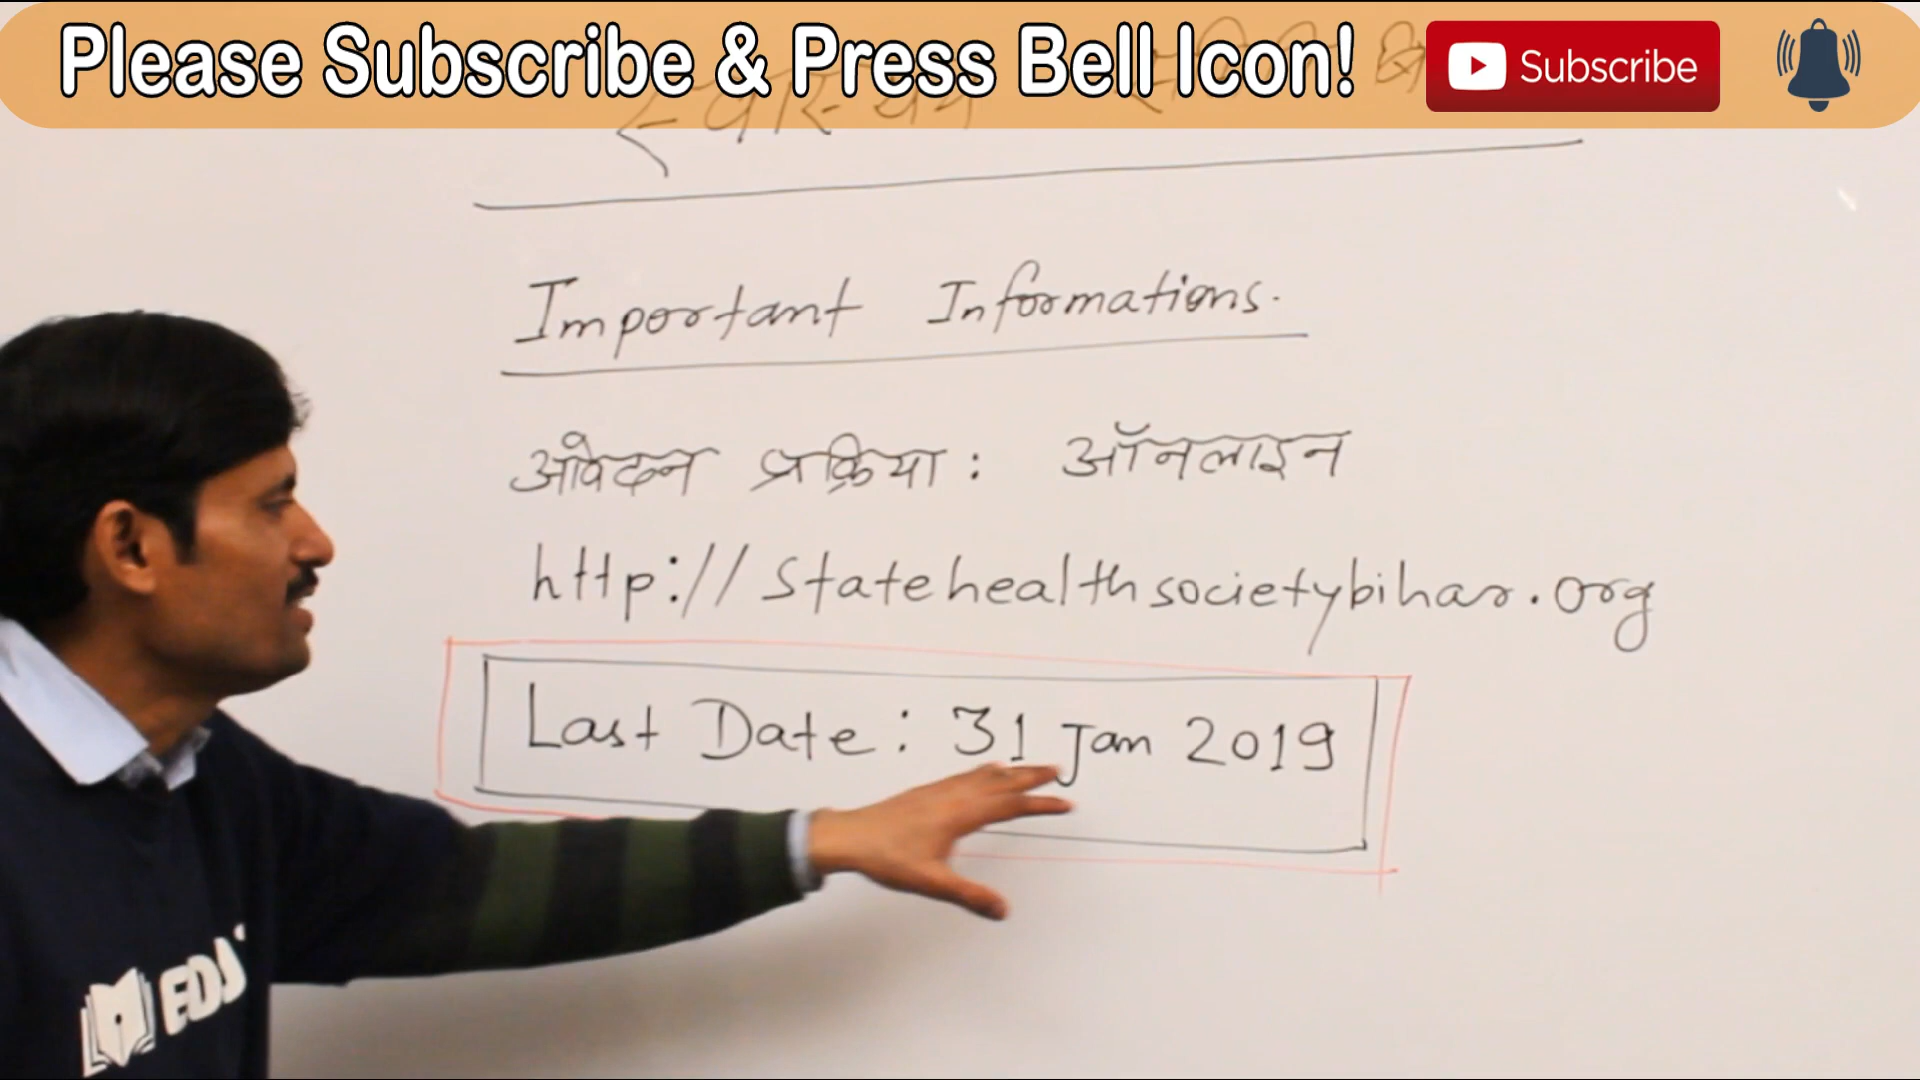 Please Subscribe & Press Bell Icon!
Subscribe
Important Informations.
आवेदन प्रक्रिया : ऑनलाइन
http://statehealthsocietybihar.org
Last Date : 31 Jan 2019